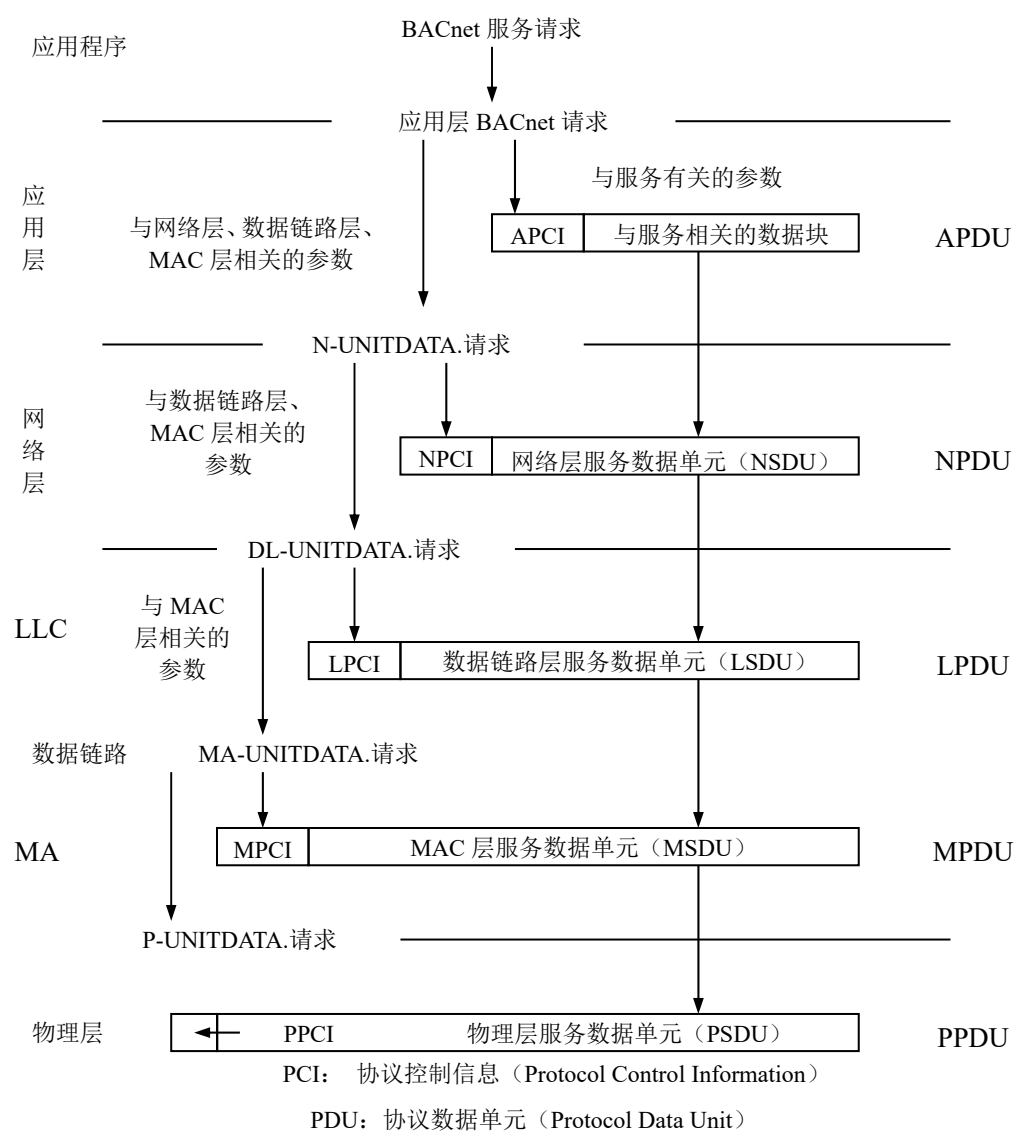 BACnet 服务请求
应用程序
应用层 BACnet 请求
与服务有关的参数
应
用
层
与网络层、数据链路层、
MAC 层相关的参数
APCI
与服务相关的数据块
APDU
N-UNITDATA.请求
与数据链路层、
MAC 层相关的
参数
网
络
层
NPCI
网络层服务数据单元（NSDU）
NPDU
DL-UNITDATA.请求
与 MAC
层相关的
参数
LLC
LPCI
数据链路层服务数据单元（LSDU）
LPDU
数据链路
MA-UNITDATA.请求
MA
MPCI
MAC 层服务数据单元（MSDU）
MPDU
P-UNITDATA.请求
物理层
PPCI
物理层服务数据单元（PSDU）
PPDU
PCI： 协议控制信息（Protocol Control Information）
PDU：协议数据单元（Protocol Data Unit）